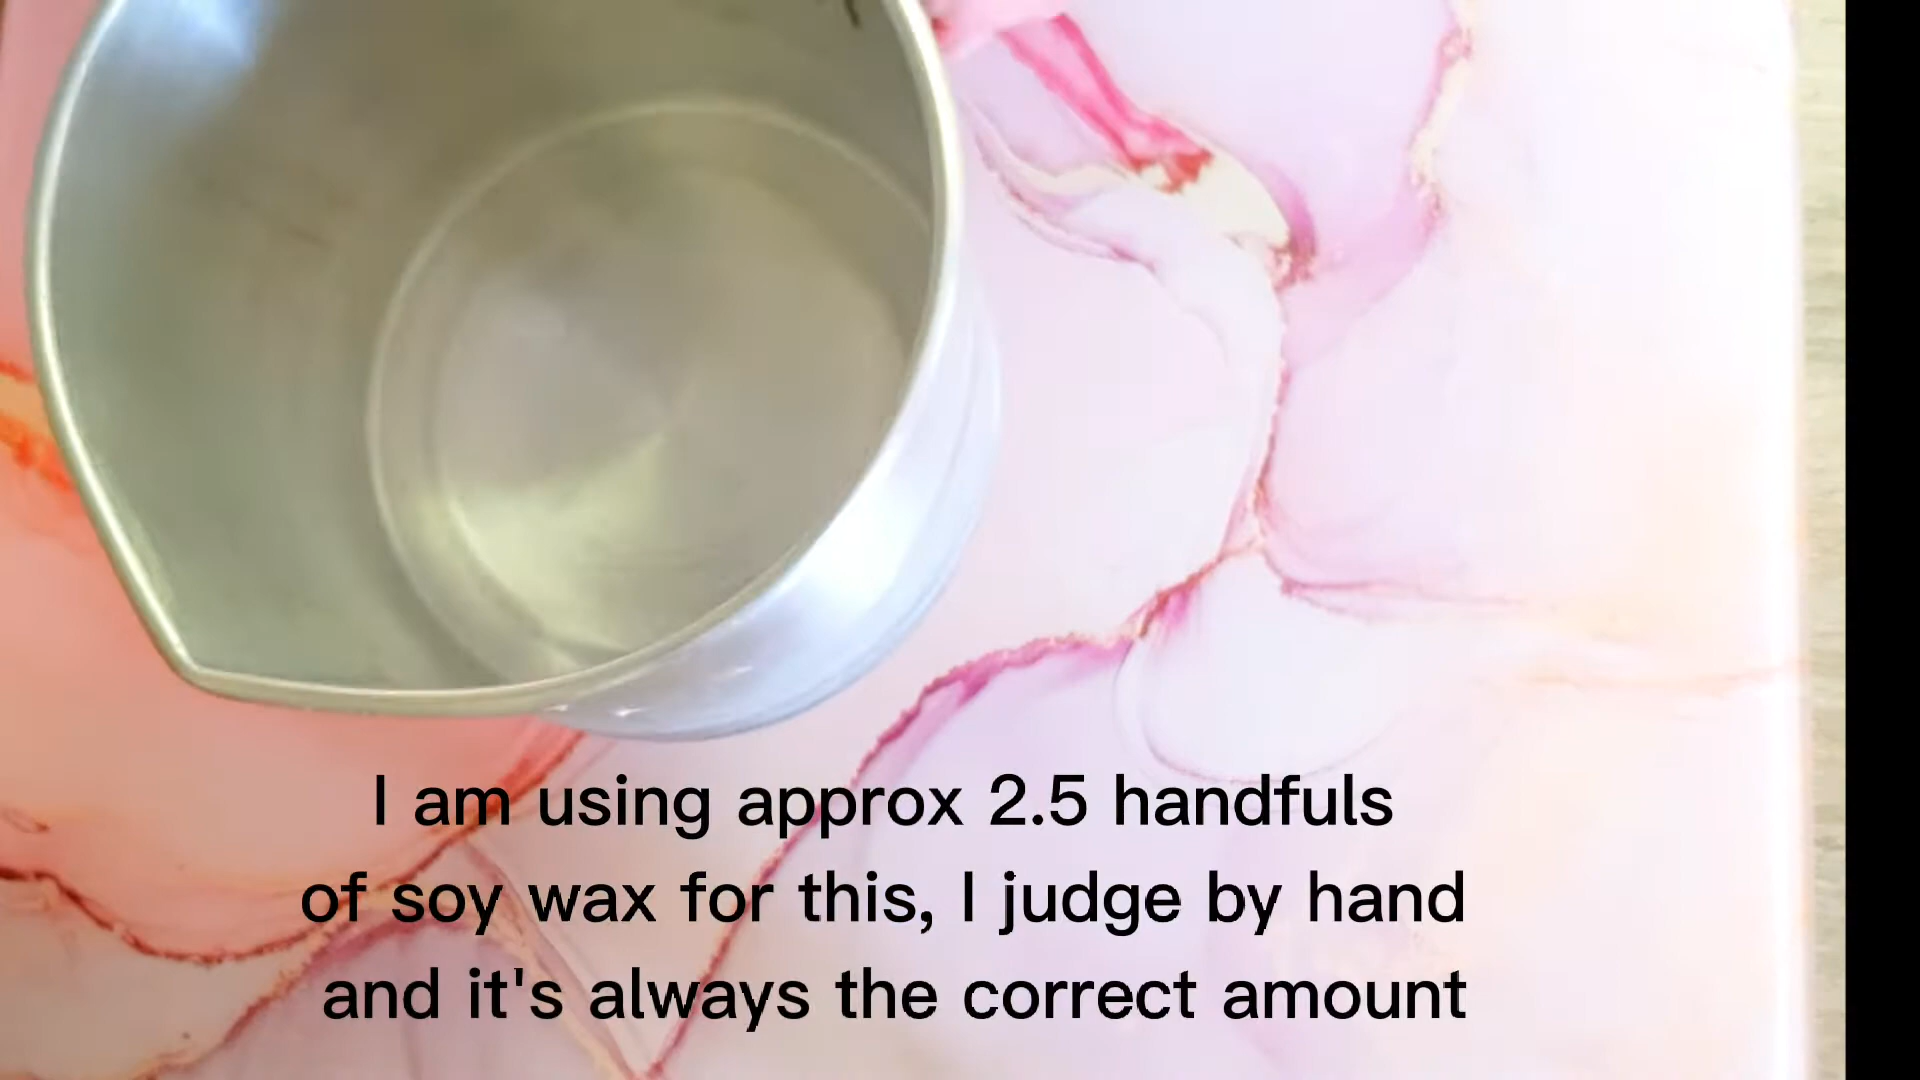 I am using approx 2.5 handfuls
of soy wax for this, I judge by hand
and it's always the correct amount